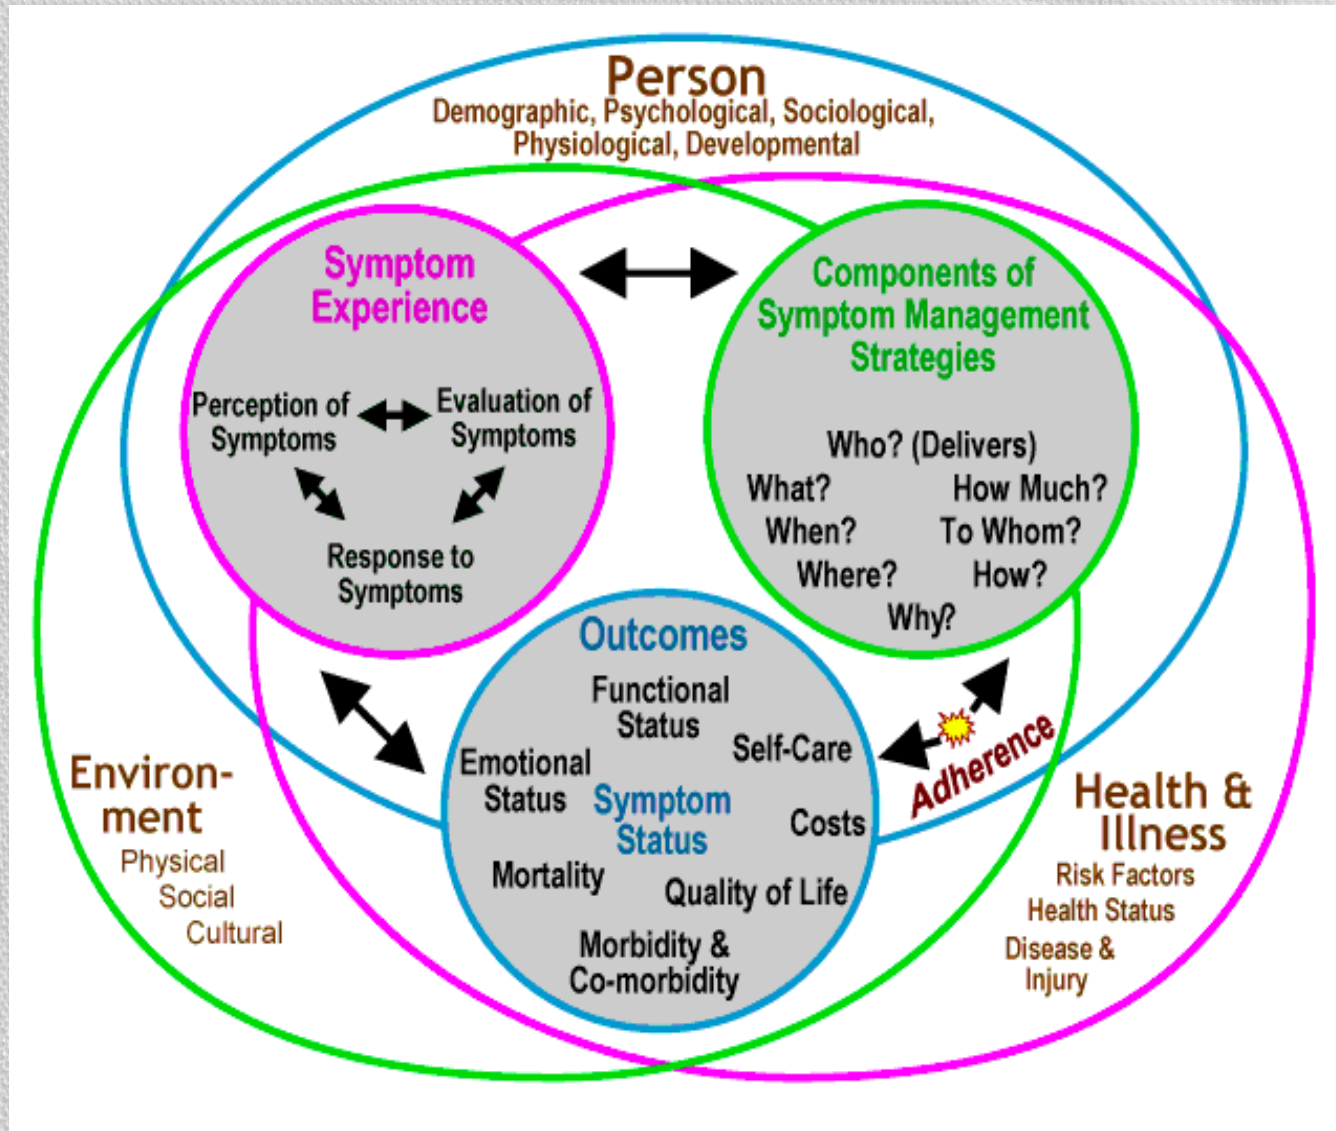 Person
Demographic, Psychological, Sociological,
Physiological, Developmental
Symptom
Experience
Perception of
Symptoms
Evaluation of
Symptoms
Response to
Symptoms
Components of
Symptom Management
Strategies
Who? (Delivers)
What?
How Much?
When?
To Whom?
Where?
How?
Why?
Outcomes
Functional
Status
Self-Care
Emotional
Status
Symptom
Status
Costs
Mortality
Quality of Life
Morbidity &
Co-morbidity
Adherence
Environ-
ment
Physical
Social
Cultural
Health &
Illness
Risk Factors
Health Status
Disease &
Injury